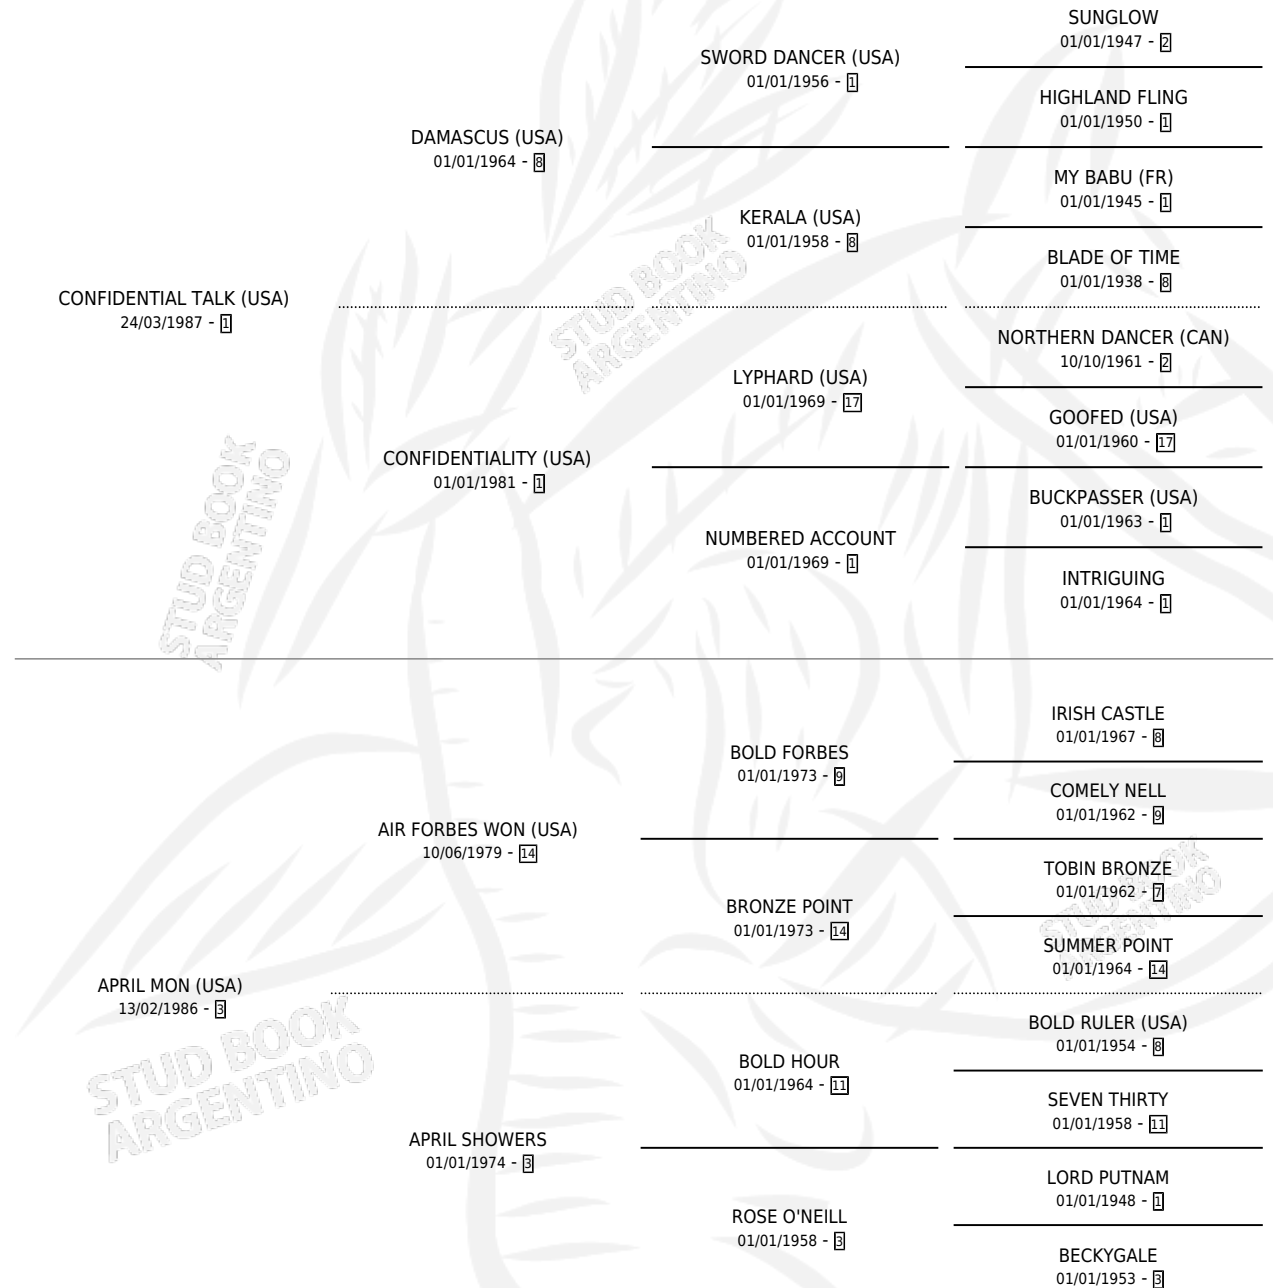 SUNGLOW
01/01/1947 - 2
SWORD DANCER (USA)
01/01/1956 - 1
HIGHLAND FLING
01/01/1950 - 1
DAMASCUS (USA)
01/01/1964 - 8
MY BABU (FR)
01/01/1945 - 1
KERALA (USA)
01/01/1958 - 8
BLADE OF TIME
01/01/1938 - 8
CONFIDENTIAL TALK (USA)
24/03/1987 - 1
NORTHERN DANCER (CAN)
10/10/1961 - 2
LYPHARD (USA)
01/01/1969 - 17
GOOFED (USA)
01/01/1960 - 17
CONFIDENTIALITY (USA)
01/01/1981 - 1
BUCKPASSER (USA)
01/01/1963 - 1
NUMBERED ACCOUNT
01/01/1969 - 1
INTRIGUING
01/01/1964 - 1
IRISH CASTLE
01/01/1967 - 8
BOLD FORBES
01/01/1973 - 9
COMELY NELL
01/01/1962 - 9
AIR FORBES WON (USA)
10/06/1979 - 14
TOBIN BRONZE
01/01/1962 - 7
BRONZE POINT
01/01/1973 - 14
SUMMER POINT
01/01/1964 - 14
APRIL MON (USA)
13/02/1986 - 3
BOLD RULER (USA)
01/01/1954 - 8
BOLD HOUR
01/01/1964 - 11
SEVEN THIRTY
01/01/1958 - 11
APRIL SHOWERS
01/01/1974 - 3
LORD PUTNAM
01/01/1948 - 1
ROSE O'NEILL
01/01/1958 - 3
BECKYGALE
01/01/1953 - 3
STUD BOOK
ARGENTINO
STUD BOOK
ARGENTINO
STUD BOOK
ARGENTINO
STUD BOOK
ARGENTINO